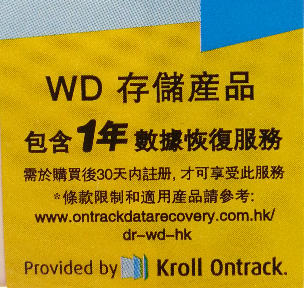 WD 存儲產品
包含1年數據恢復服務
需於購買後30天內註冊, 才可享受此服務
*條款限制和適用產品請參考:
www.ontrackdatarecovery.com.hk/
dr-wd-hk
Provided by Kroll Ontrack.